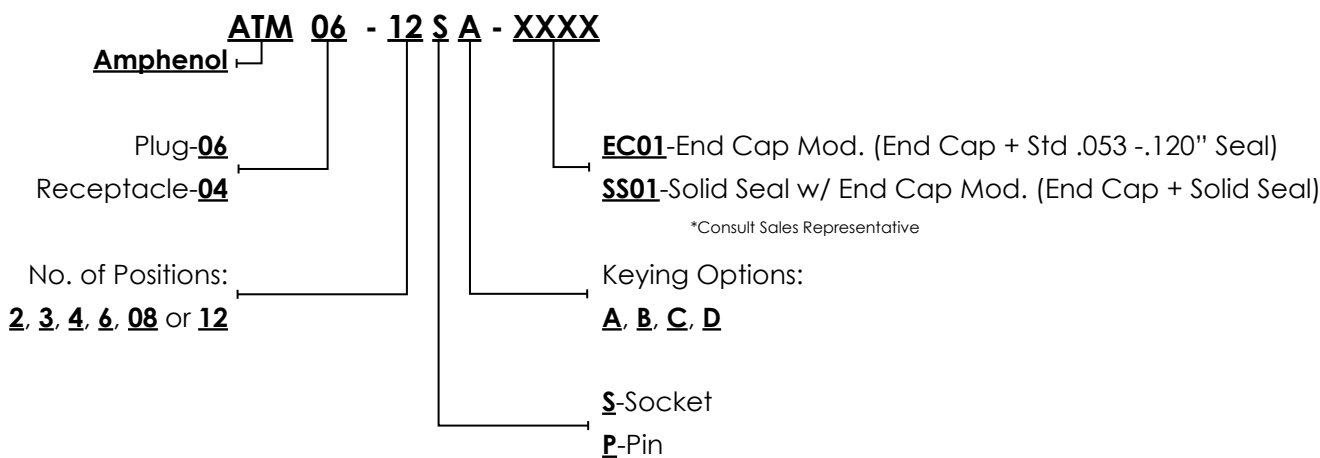 ATM 06 - 12 S A - XXXX
Amphenol
Plug-06
Receptacle-04
EC01-End Cap Mod. (End Cap + Std .053 -.120” Seal)
SS01-Solid Seal w/ End Cap Mod. (End Cap + Solid Seal)
*Consult Sales Representative
No. of Positions:
2, 3, 4, 6, 08 or 12
Keying Options:
A, B, C, D
S-Socket
P-Pin